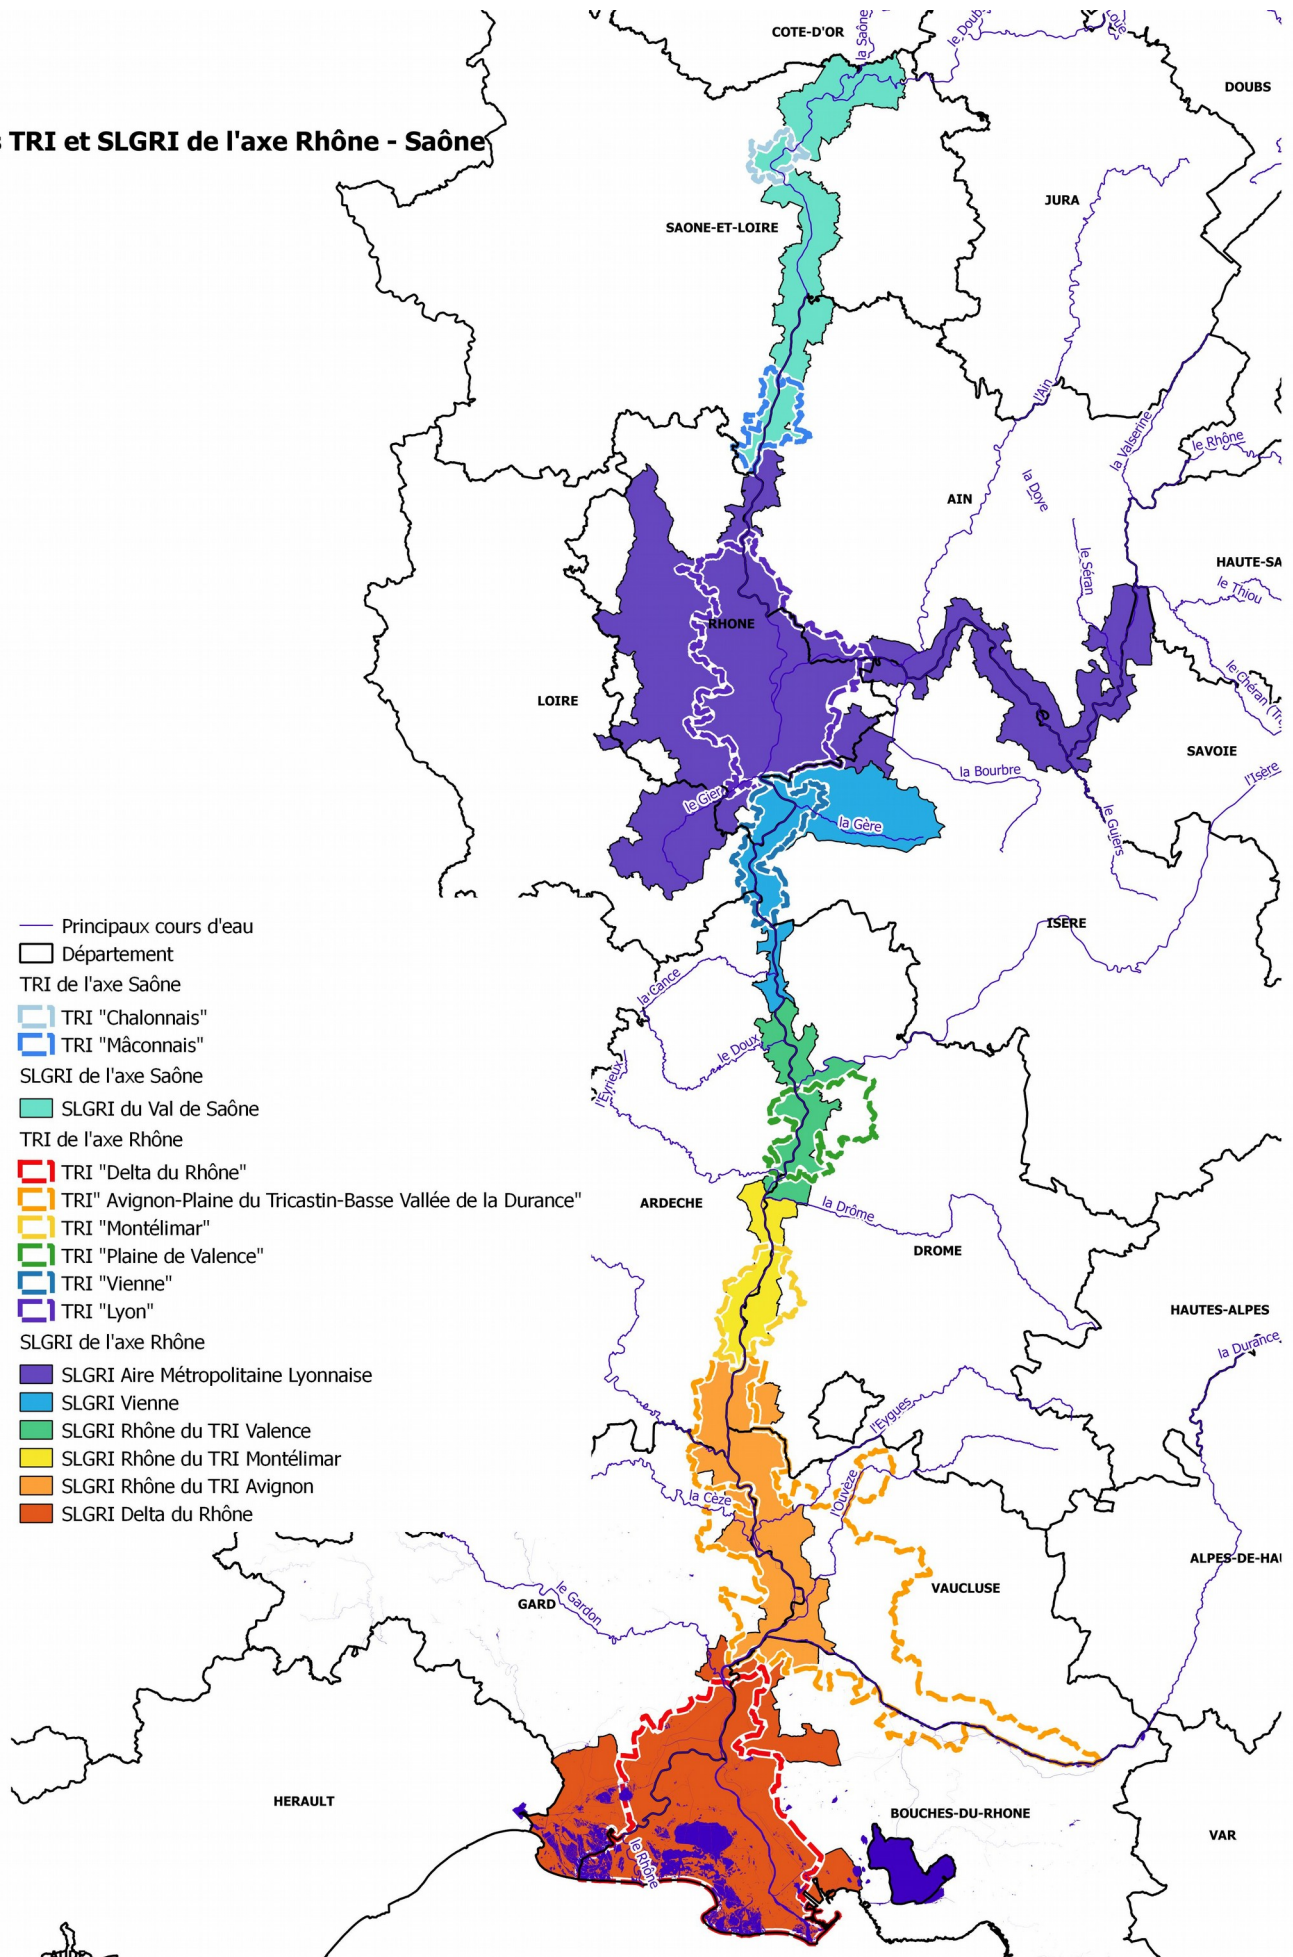 COTE-D'OR
la Saône
le Doubs
Loue
DOUBS
TRI et SLGRI de l'axe Rhône - Saône
JURA
SAONE-ET-LOIRE
l'Ain
la Valserine
le Rhône
la Doye
AIN
le Séran
HAUTE-SA
le Thiou
RHONE
le Chéran (Tr
LOIRE
SAVOIE
la Bourbre
l'Isère
le Gier
la Gère
le Guiers
ISERE
la Cance
le Doux
l'Eyrieux
ARDECHE
la Drôme
DROME
HAUTES-ALPES
la Durance
l'Eygues
la Cèze
l'Ouvèze
ALPES-DE-HAU
VAUCLUSE
le Gardon
GARD
HERAULT
BOUCHES-DU-RHONE
VAR
le Rhône
AUDE
Principaux cours d'eau
Département
TRI de l'axe Saône
TRI "Chalonnais"
TRI "Mâconnais"
SLGRI de l'axe Saône
SLGRI du Val de Saône
TRI de l'axe Rhône
TRI "Delta du Rhône"
TRI" Avignon-Plaine du Tricastin-Basse Vallée de la Durance"
TRI "Montélimar"
TRI "Plaine de Valence"
TRI "Vienne"
TRI "Lyon"
SLGRI de l'axe Rhône
SLGRI Aire Métropolitaine Lyonnaise
SLGRI Vienne
SLGRI Rhône du TRI Valence
SLGRI Rhône du TRI Montélimar
SLGRI Rhône du TRI Avignon
SLGRI Delta du Rhône